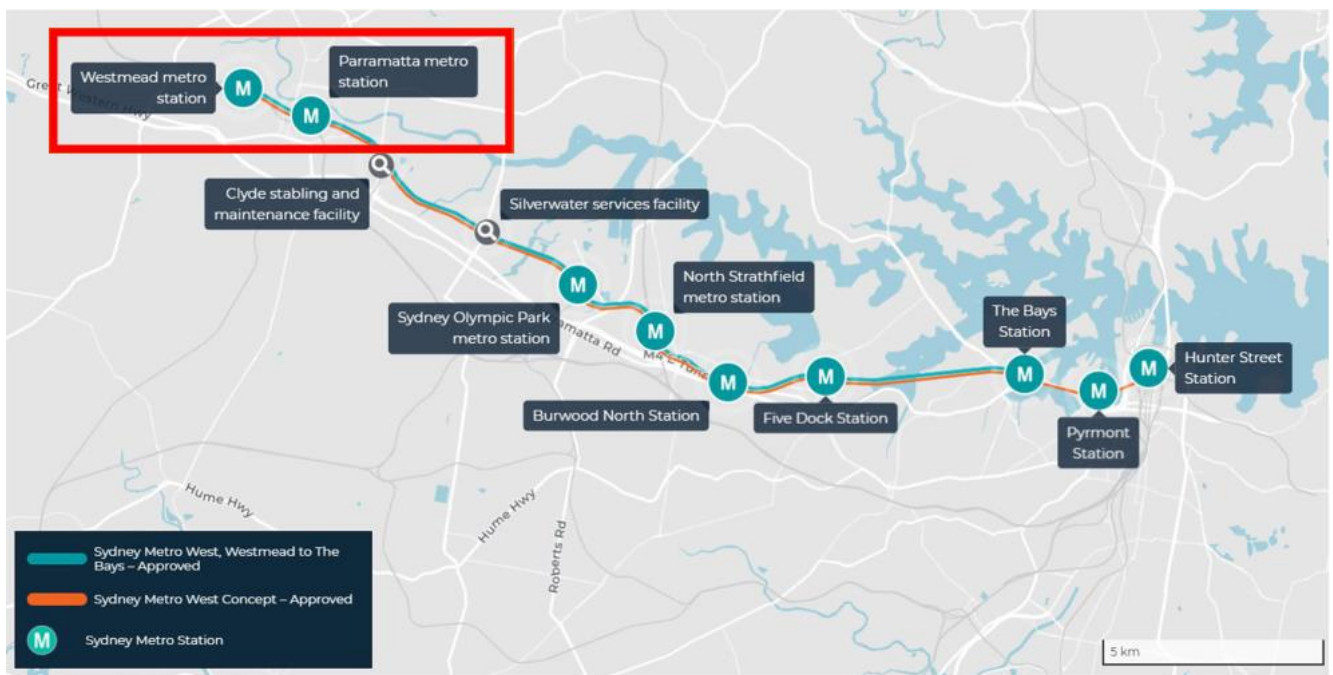 Westmead metro
station
M
Parramatta metro
station
M
Great Western Hwy
Clyde stabling and
maintenance facility
Silverwater services facility
M
Sydney Olympic Park
metro station
North Strathfield
metro station
M
M
Burwood North Station
M
Five Dock Station
The Bays
Station
M
M
Pyrmont
Station
M
Hunter Street
Station
Hume Hwy
Hume Hwy
Roberts Rd
Sydney Metro West, Westmead to The
Bays – Approved
Sydney Metro West Concept – Approved
M
Sydney Metro Station
5 km